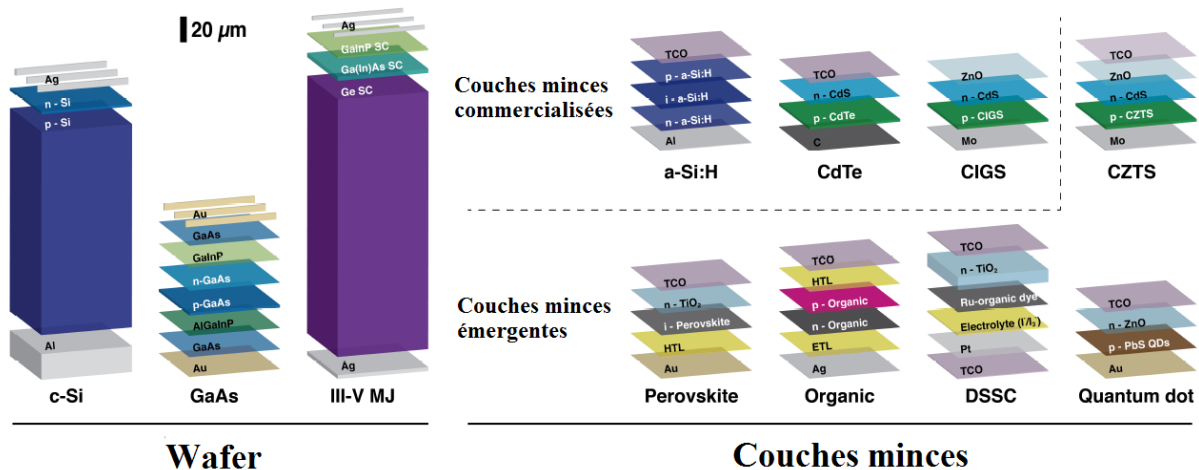 20 µm
Ag
n - Si
p - Si
Al
c-Si
Au
GaAs
GaInP
n-GaAs
p-GaAs
AlGaInP
GaAs
Au
GaAs
Ag
GaInP SC
Ga(In)As SC
Ge SC
Ag
III-V MJ
Wafer
Couches minces
commercialisées
TCO
p - a-Si:H
i - a-Si:H
n - a-Si:H
Al
a-Si:H
TCO
n - CdS
p - CdTe
C
CdTe
ZnO
n - CdS
p - CIGS
Mo
CIGS
TCO
ZnO
n - CdS
p - CZTS
Mo
CZTS
Couches minces
émergentes
TCO
n - TiO₂
i - Perovskite
HTL
Au
Perovskite
TCO
HTL
p - Organic
n - Organic
ETL
Ag
Organic
TCO
n - TiO₂
Ru-organic dye
Electrolyte (I⁻/I₃⁻)
Pt
TCO
DSSC
TCO
n - ZnO
p - PbS QDs
Au
Quantum dot
Couches minces